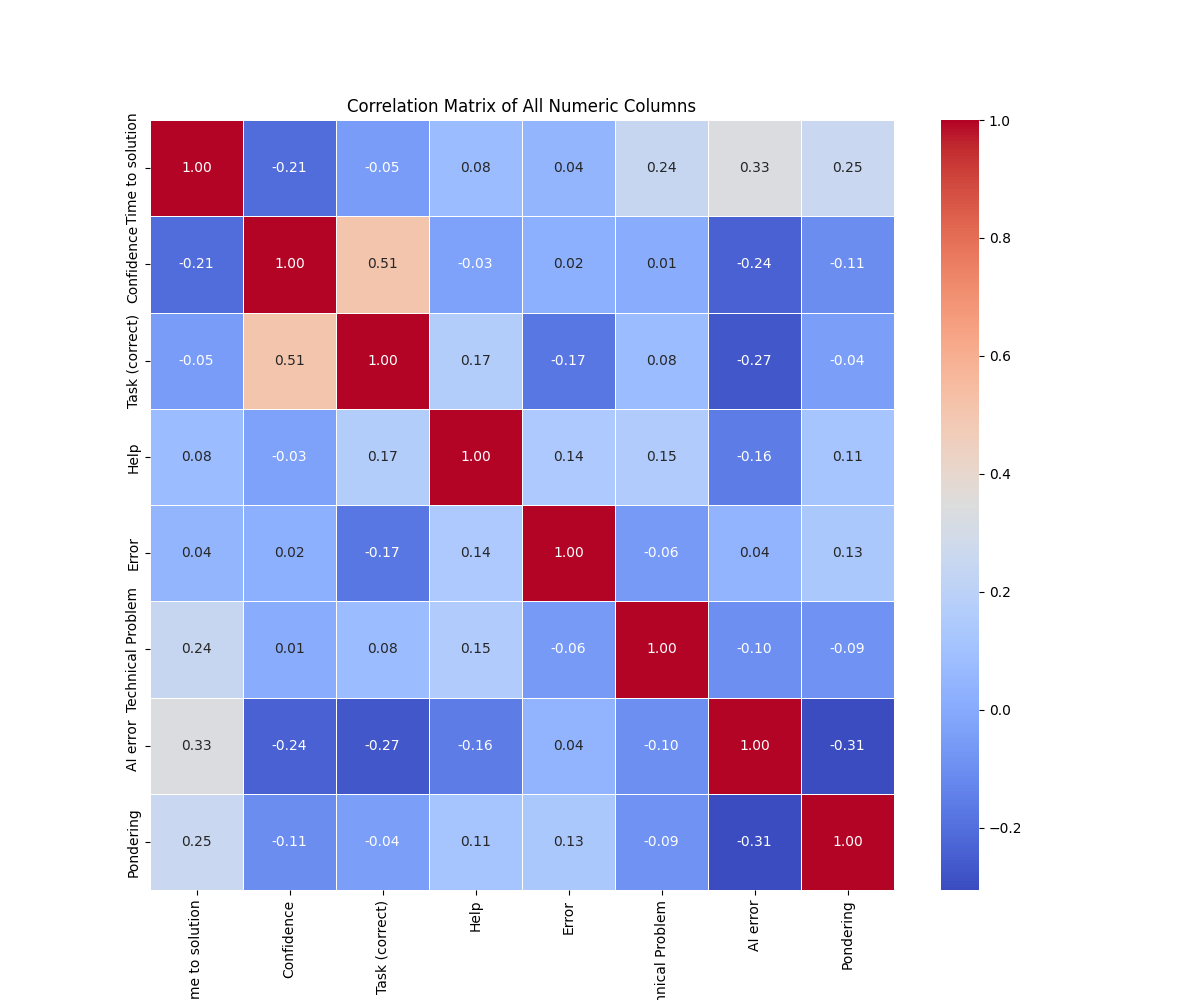 Correlation Matrix of All Numeric Columns
Time to solution
1.00 -0.21 -0.05 0.08 0.04 0.24 0.33 0.25
Confidence
-0.21 1.00 0.51 -0.03 0.02 0.01 -0.24 -0.11
Task (correct)
-0.05 0.51 1.00 0.17 -0.17 0.08 -0.27 -0.04
Help
0.08 -0.03 0.17 1.00 0.14 0.15 -0.16 0.11
Error
0.04 0.02 -0.17 0.14 1.00 -0.06 0.04 0.13
Technical Problem
0.24 0.01 0.08 0.15 -0.06 1.00 -0.10 -0.09
AI error
0.33 -0.24 -0.27 -0.16 0.04 -0.10 1.00 -0.31
Pondering
0.25 -0.11 -0.04 0.11 0.13 -0.09 -0.31 1.00
me to solution
Confidence
Task (correct)
Help
Error
nical Problem
AI error
Pondering
1.0
0.8
0.6
0.4
0.2
0.0
−0.2